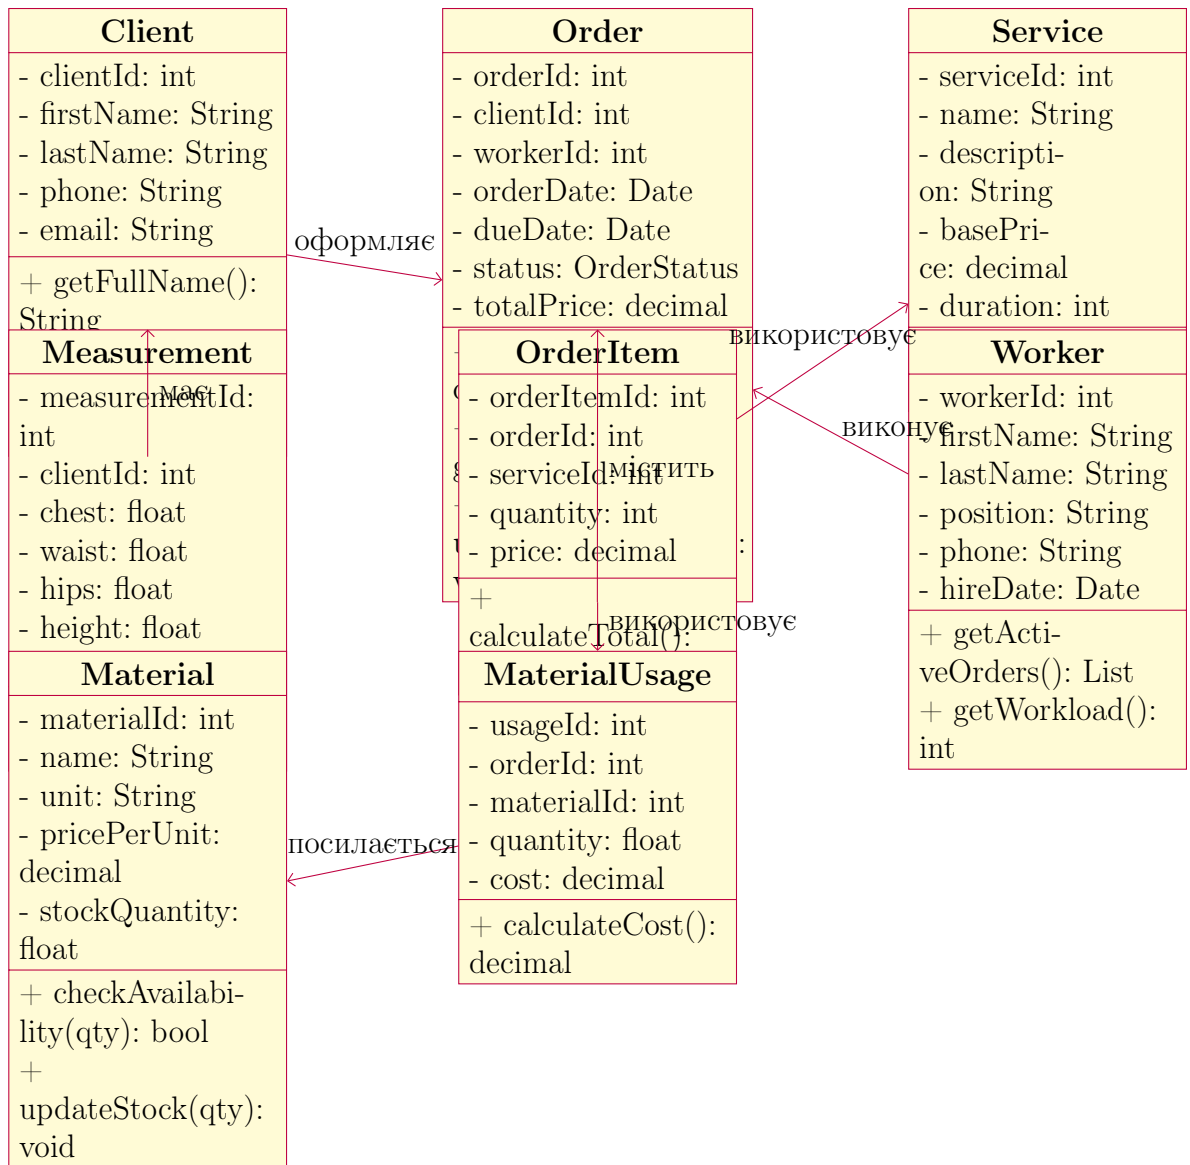 Client
- clientId: int
- firstName: String
- lastName: String
- phone: String
- email: String
+ getFullName():
String
оформляє
Order
- orderId: int
- clientId: int
- workerId: int
- orderDate: Date
- dueDate: Date
- status: OrderStatus
- totalPrice: decimal
Service
- serviceId: int
- name: String
- descripti-
on: String
- basePri-
ce: decimal
- duration: int
використовує
Measurement
має
- measurementId:
int
- clientId: int
- chest: float
- waist: float
- hips: float
- height: float
OrderItem
- orderItemId: int
- orderId: int
- serviceId: int
містить
- quantity: int
- price: decimal
+
calculateTotal():
використовує
виконує
Worker
- workerId: int
- firstName: String
- lastName: String
- position: String
- phone: String
- hireDate: Date
+ getActi-
veOrders(): List
+ getWorkload():
int
Material
- materialId: int
- name: String
- unit: String
- pricePerUnit:
decimal
- stockQuantity:
float
+ checkAvailabi-
lity(qty): bool
+
updateStock(qty):
void
посилається
MaterialUsage
- usageId: int
- orderId: int
- materialId: int
- quantity: float
- cost: decimal
+ calculateCost():
decimal